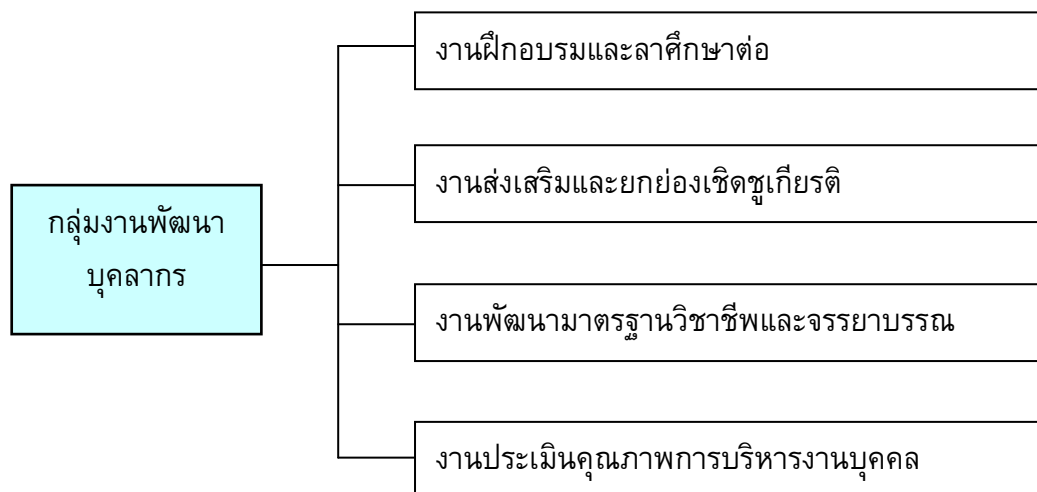 งานฝึกอบรมและลาศึกษาต่อ
งานส่งเสริมและยกย่องเชิดชูเกียรติ
กลุ่มงานพัฒนา
บุคลากร
งานพัฒนามาตรฐานวิชาชีพและจรรยาบรรณ
งานประเมินคุณภาพการบริหารงานบุคคล